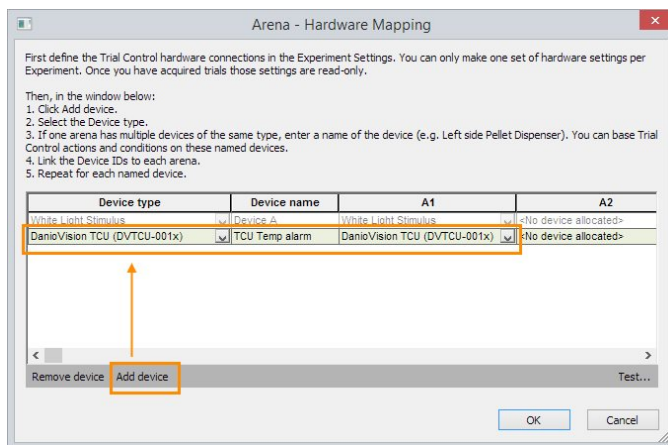 Arena - Hardware Mapping
First define the Trial Control hardware connections in the Experiment Settings. You can only make one set of hardware settings per
Experiment. Once you have acquired trials those settings are read-only.
Then, in the window below:
1. Click Add device.
2. Select the Device type.
3. If one arena has multiple devices of the same type, enter a name of the device (e.g. Left side Pellet Dispenser). You can base Trial
Control actions and conditions on these named devices.
4. Link the Device IDs to each arena.
5. Repeat for each named device.
Device type Device name A1 A2
White Light Stimulus Device A White Light Stimulus <No device allocated>
DanioVision TCU (DVTCU-001x) TCU Temp alarm DanioVision TCU (DVTCU-001x) <No device allocated>
Remove device Add device Test...
OK Cancel